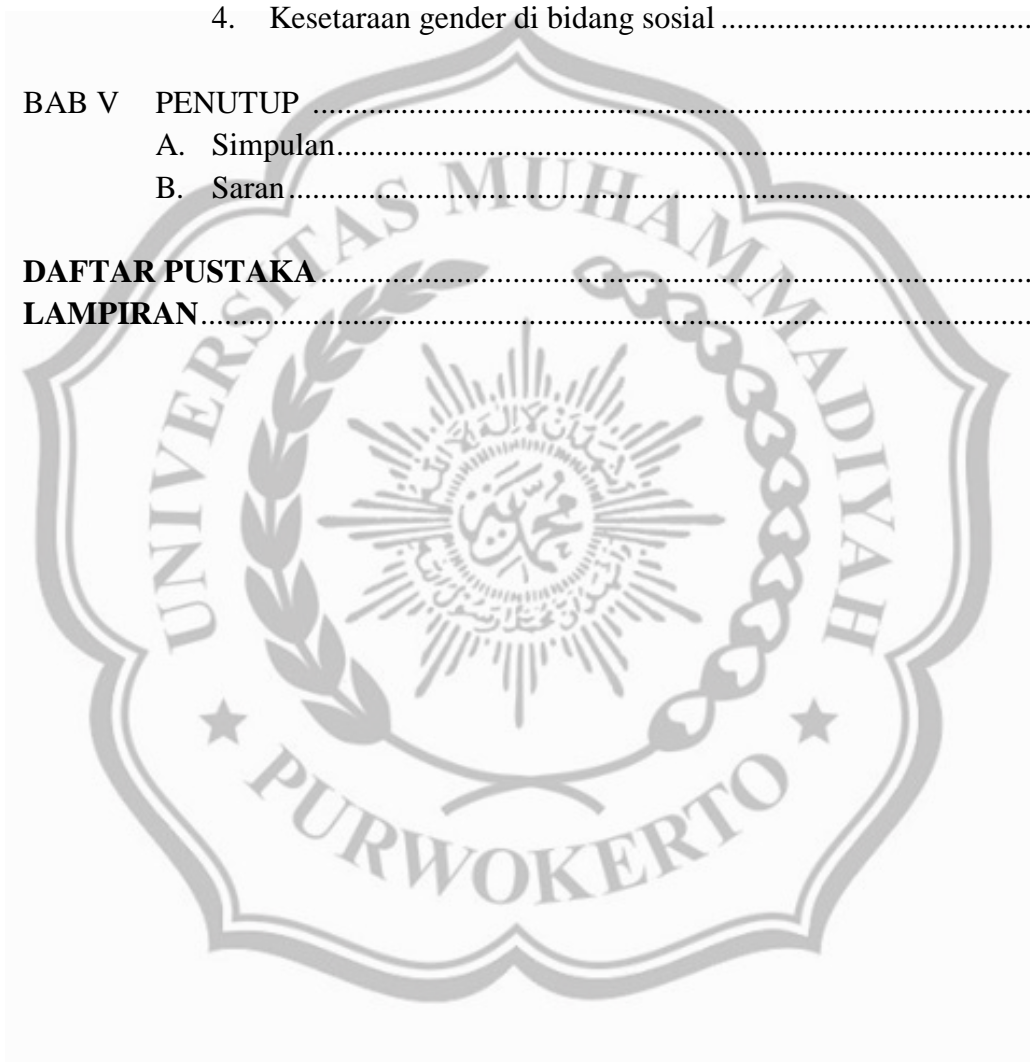 4. Kesetaraan gender di bidang sosial ........................................
BAB V PENUTUP ........................................................................................
A. Simpulan........................................................................................
B. Saran........................................................................................
DAFTAR PUSTAKA........................................................................................
LAMPIRAN........................................................................................
UNIVERSITAS MUHAMMADIYAH
PURWOKERTO